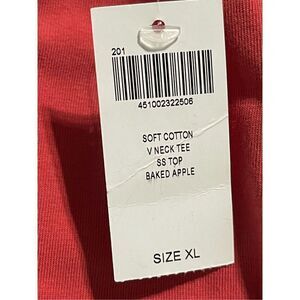 201
451002322506
SOFT COTTON
V NECK TEE
SS TOP
BAKED APPLE
SIZE XL